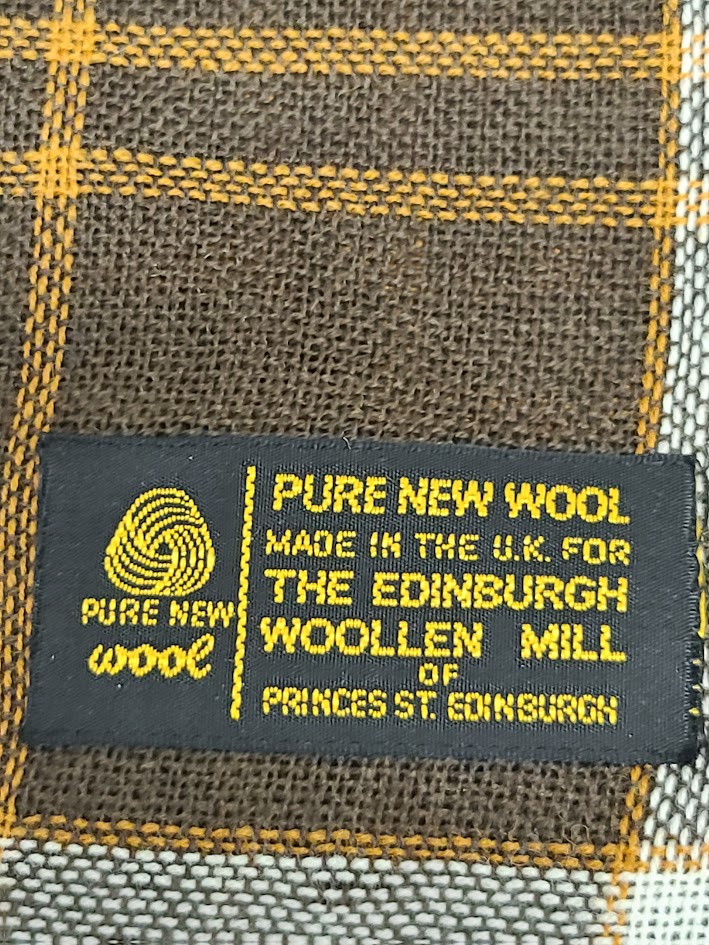 PURE NEW
wool
PURE NEW WOOL
MADE IN THE U.K. FOR
THE EDINBURGH
WOOLLEN MILL
OF
PRINCES ST. EDINBURGH